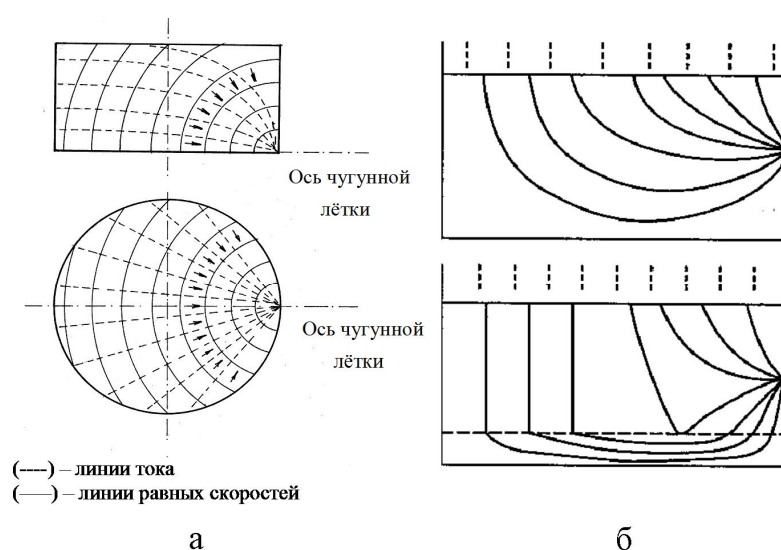 Ось чугунной
лётки
Ось чугунной
лётки
(----) – линии тока
(——) – линии равных скоростей
а
б